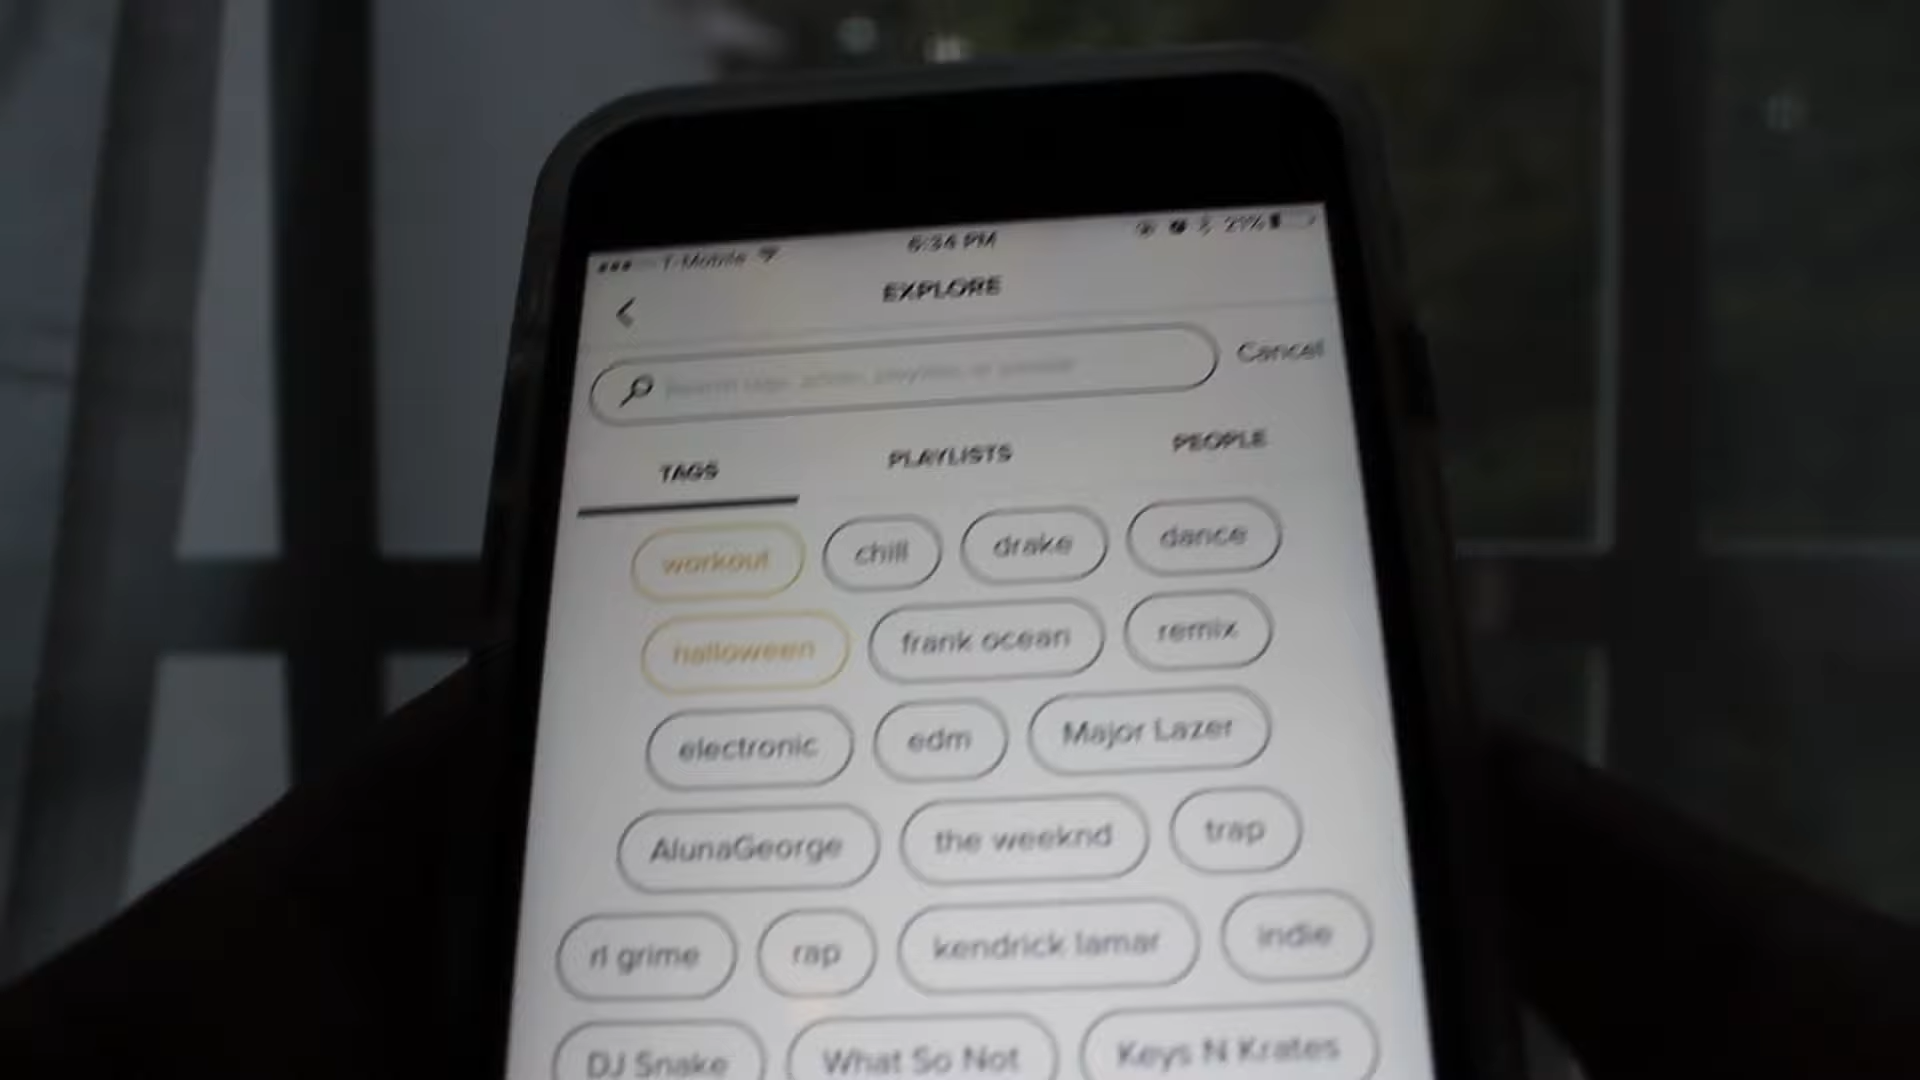 T-Mobile 6:34 PM 21%
EXPLORE
Cancel
TAGS PLAYLISTS PEOPLE
workout chill drake dance
halloween frank ocean remix
electronic edm Major Lazer
AlunaGeorge the weeknd trap
rl grime rap kendrick lamar indie
DJ Snake What So Not Keys N Krates